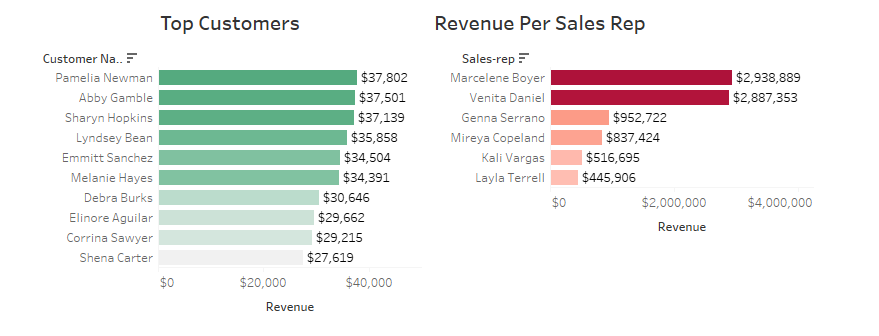 Top Customers
Customer Na..
Pamelia Newman $37,802
Abby Gamble $37,501
Sharyn Hopkins $37,139
Lyndsey Bean $35,858
Emmitt Sanchez $34,504
Melanie Hayes $34,391
Debra Burks $30,646
Elinore Aguilar $29,662
Corrina Sawyer $29,215
Shena Carter $27,619
$0 $20,000 $40,000
Revenue
Revenue Per Sales Rep
Sales-rep
Marcelene Boyer $2,938,889
Venita Daniel $2,887,353
Genna Serrano $952,722
Mireya Copeland $837,424
Kali Vargas $516,695
Layla Terrell $445,906
$0 $2,000,000 $4,000,000
Revenue